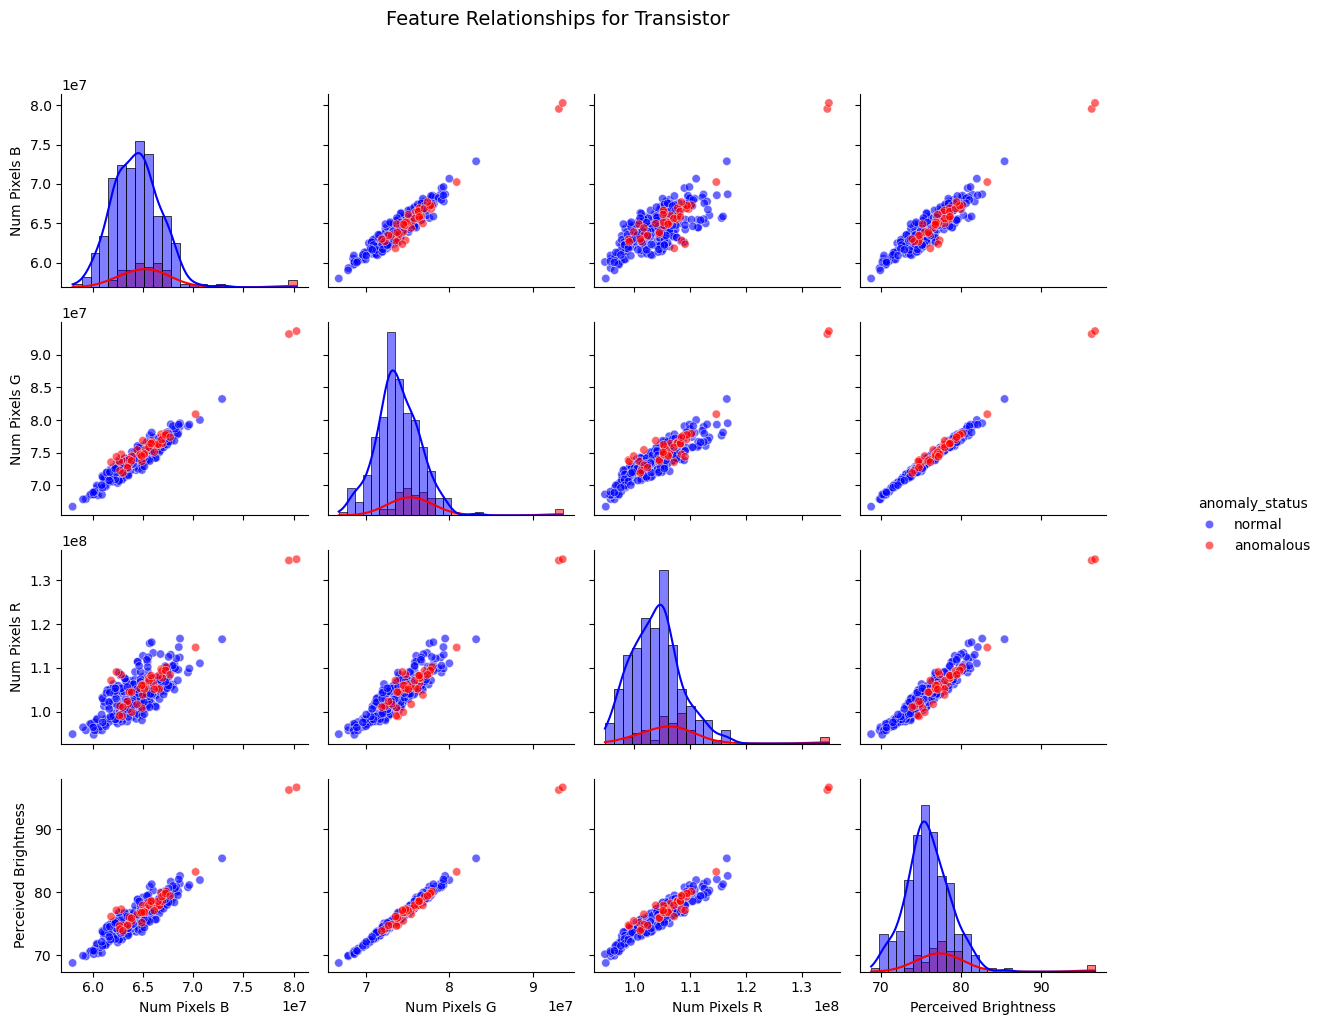 Feature Relationships for Transistor
1e7
8.0
7.5
7.0
6.5
6.0
Num Pixels B
1e7
9.0
8.5
8.0
7.5
7.0
Num Pixels G
anomaly_status
normal
anomalous
1e8
1.3
1.2
1.1
1.0
Num Pixels R
90
80
70
Perceived Brightness
6.0 6.5 7.0 7.5 8.0
7 8 9
1.0 1.1 1.2 1.3
70 80 90
Num Pixels B 1e7
Num Pixels G 1e7
Num Pixels R 1e8
Perceived Brightness